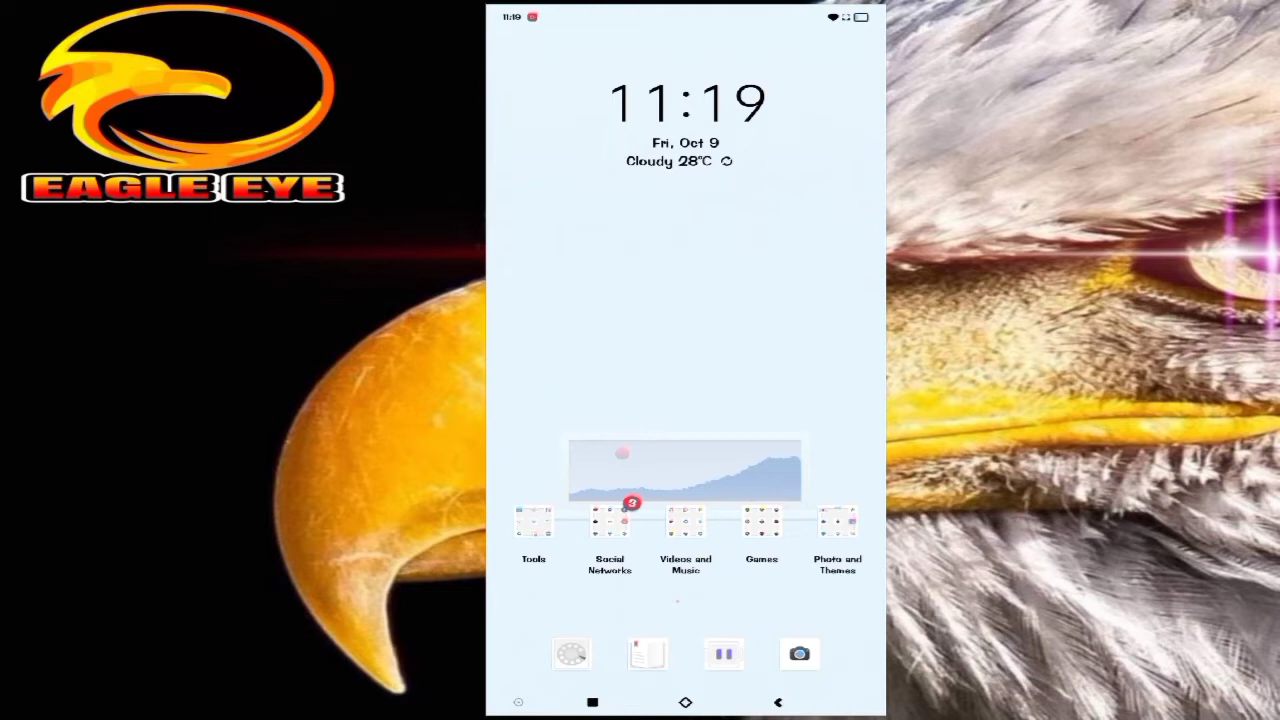 EAGLE EYE
11:19
11:19
Fri, Oct 9
Cloudy 28°C
3
Tools
Social Networks
Videos and Music
Games
Photo and Themes